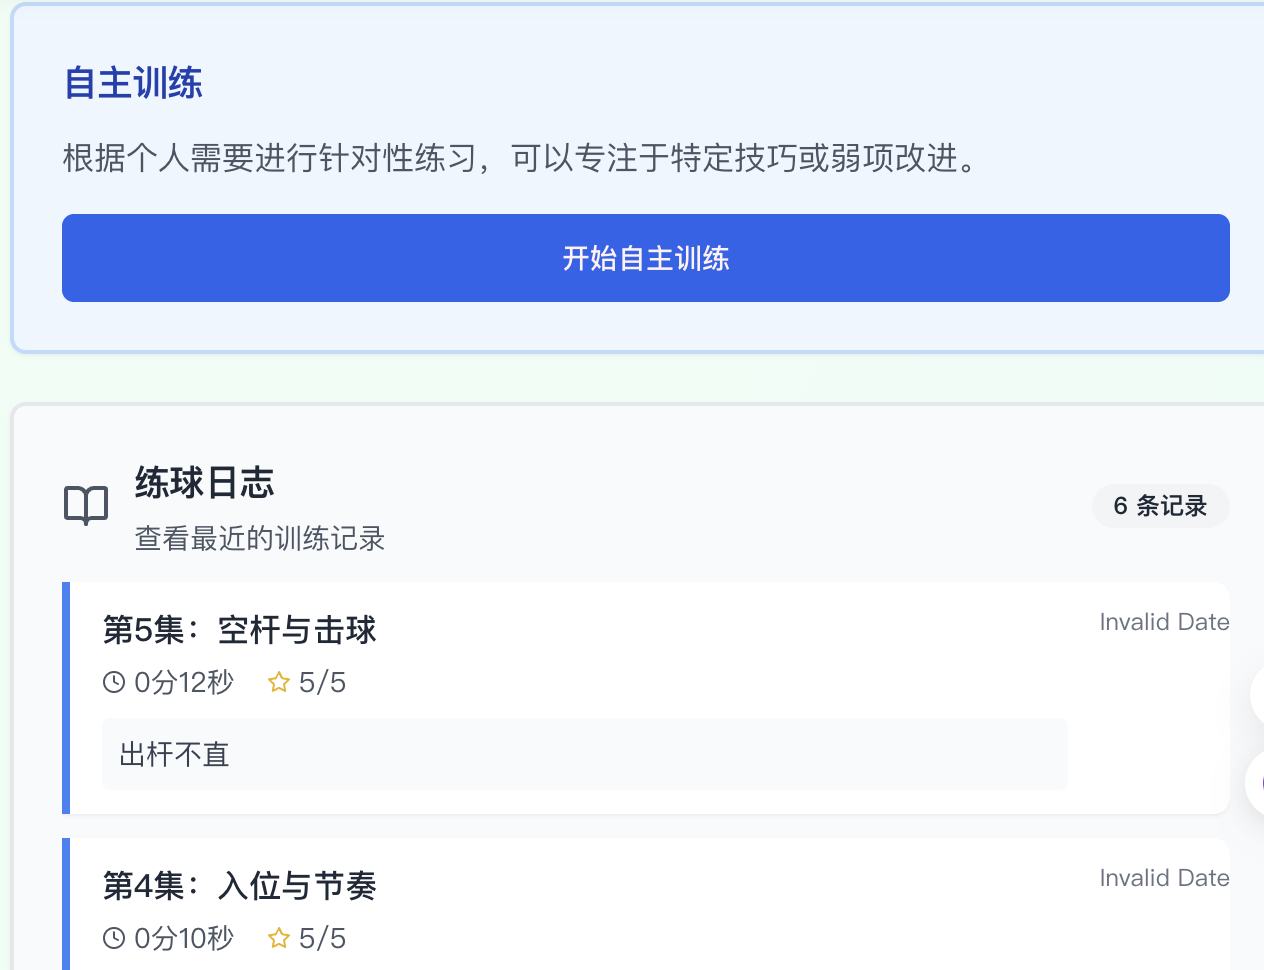 自主训练
根据个人需要进行针对性练习，可以专注于特定技巧或弱项改进。
开始自主训练
练球日志
查看最近的训练记录
6 条记录
第5集：空杆与击球
Invalid Date
0分12秒 5/5
出杆不直
第4集：入位与节奏
Invalid Date
0分10秒 5/5